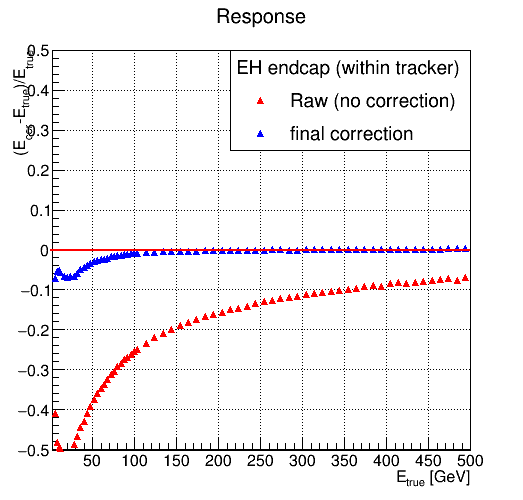 Response
(E_cor-E_true)/E_true
0.5
0.4
0.3
0.2
0.1
0
−0.1
−0.2
−0.3
−0.4
−0.5
EH endcap (within tracker)
Raw (no correction)
final correction
50 100 150 200 250 300 350 400 450 500
E_true [GeV]